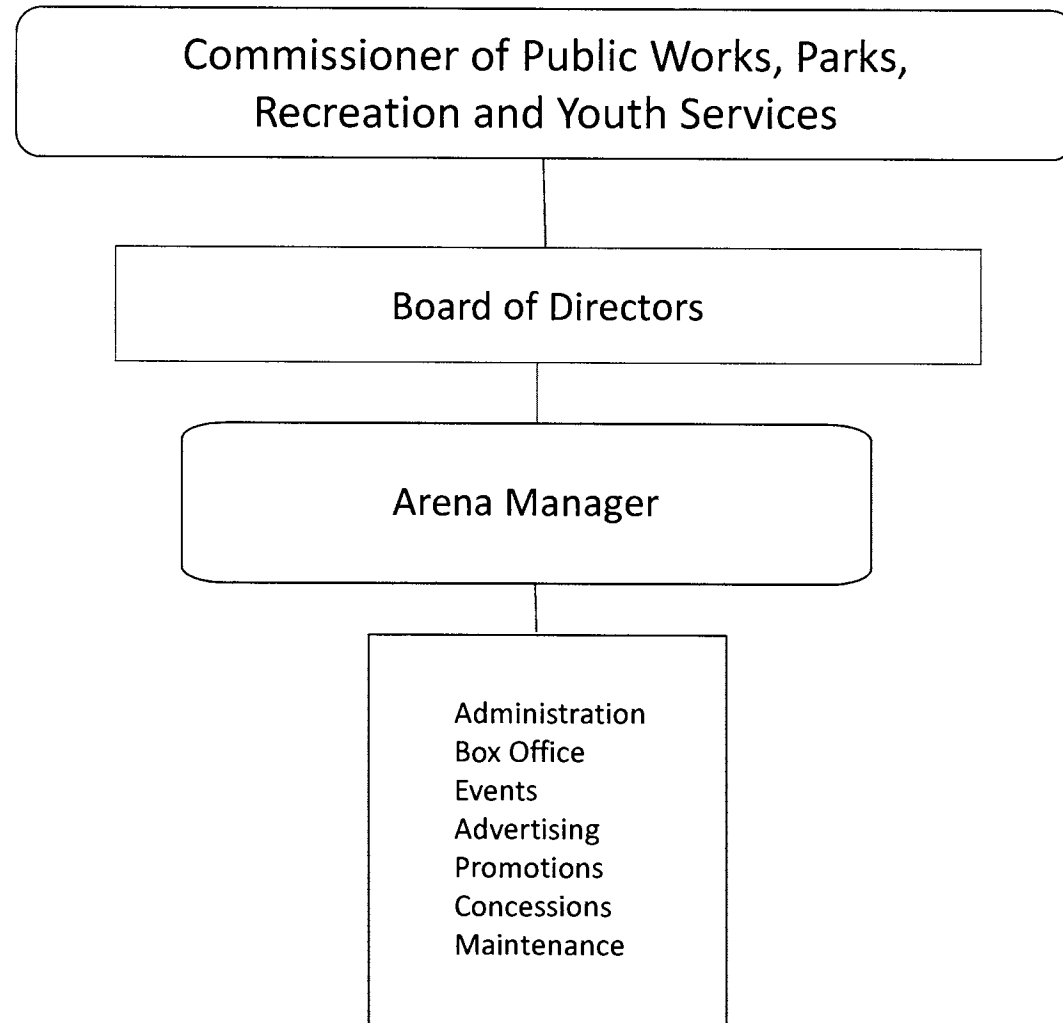 Commissioner of Public Works, Parks,
Recreation and Youth Services
Board of Directors
Arena Manager
Administration
Box Office
Events
Advertising
Promotions
Concessions
Maintenance